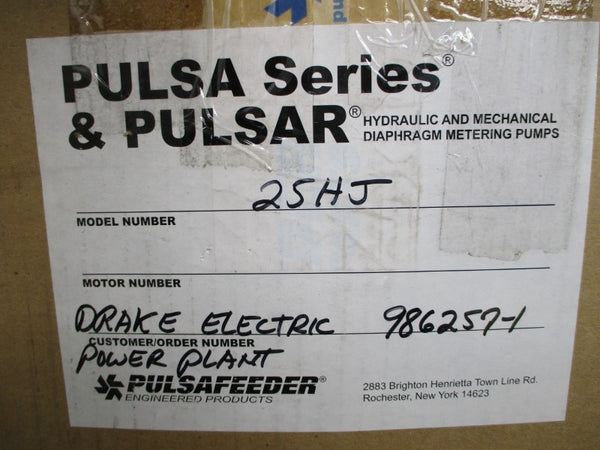 PULSA Series®
& PULSAR® HYDRAULIC AND MECHANICAL
DIAPHRAGM METERING PUMPS
25HJ
MODEL NUMBER
MOTOR NUMBER
DRAKE ELECTRIC 986257-1
CUSTOMER/ORDER NUMBER
POWER PLANT
PULSAFEEDER®
ENGINEERED PRODUCTS
2883 Brighton Henrietta Town Line Rd.
Rochester, New York 14623